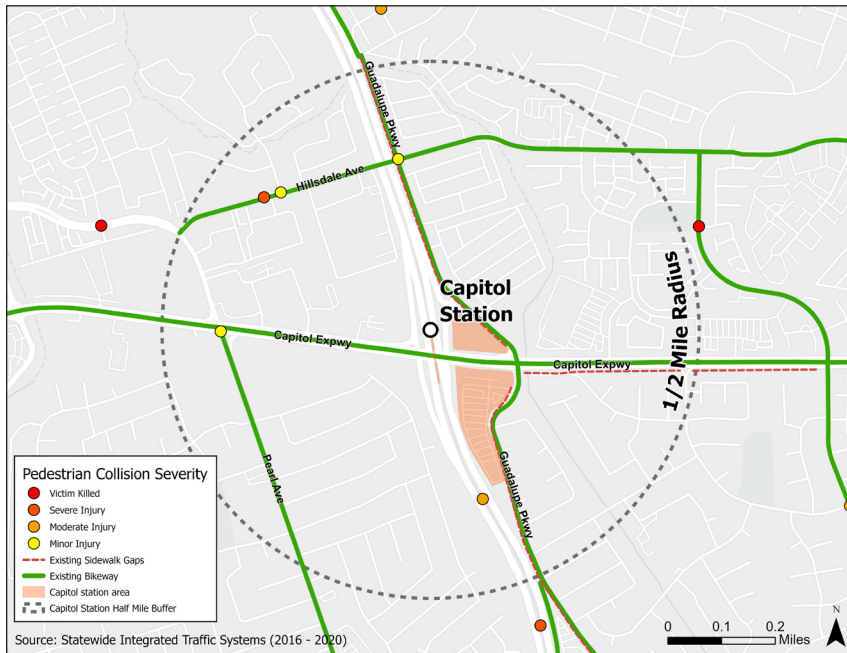 Guadalupe Pkwy
Hillsdale Ave
Capitol
Station
Capitol Expwy
Capitol Expwy
1/2 Mile Radius
Pearl Ave
Guadalupe Pkwy
Pedestrian Collision Severity
Victim Killed
Severe Injury
Moderate Injury
Minor Injury
Existing Sidewalk Gaps
Existing Bikeway
Capitol station area
Capitol Station Half Mile Buffer
Source: Statewide Integrated Traffic Systems (2016 - 2020)
0 0.1 0.2
Miles
N